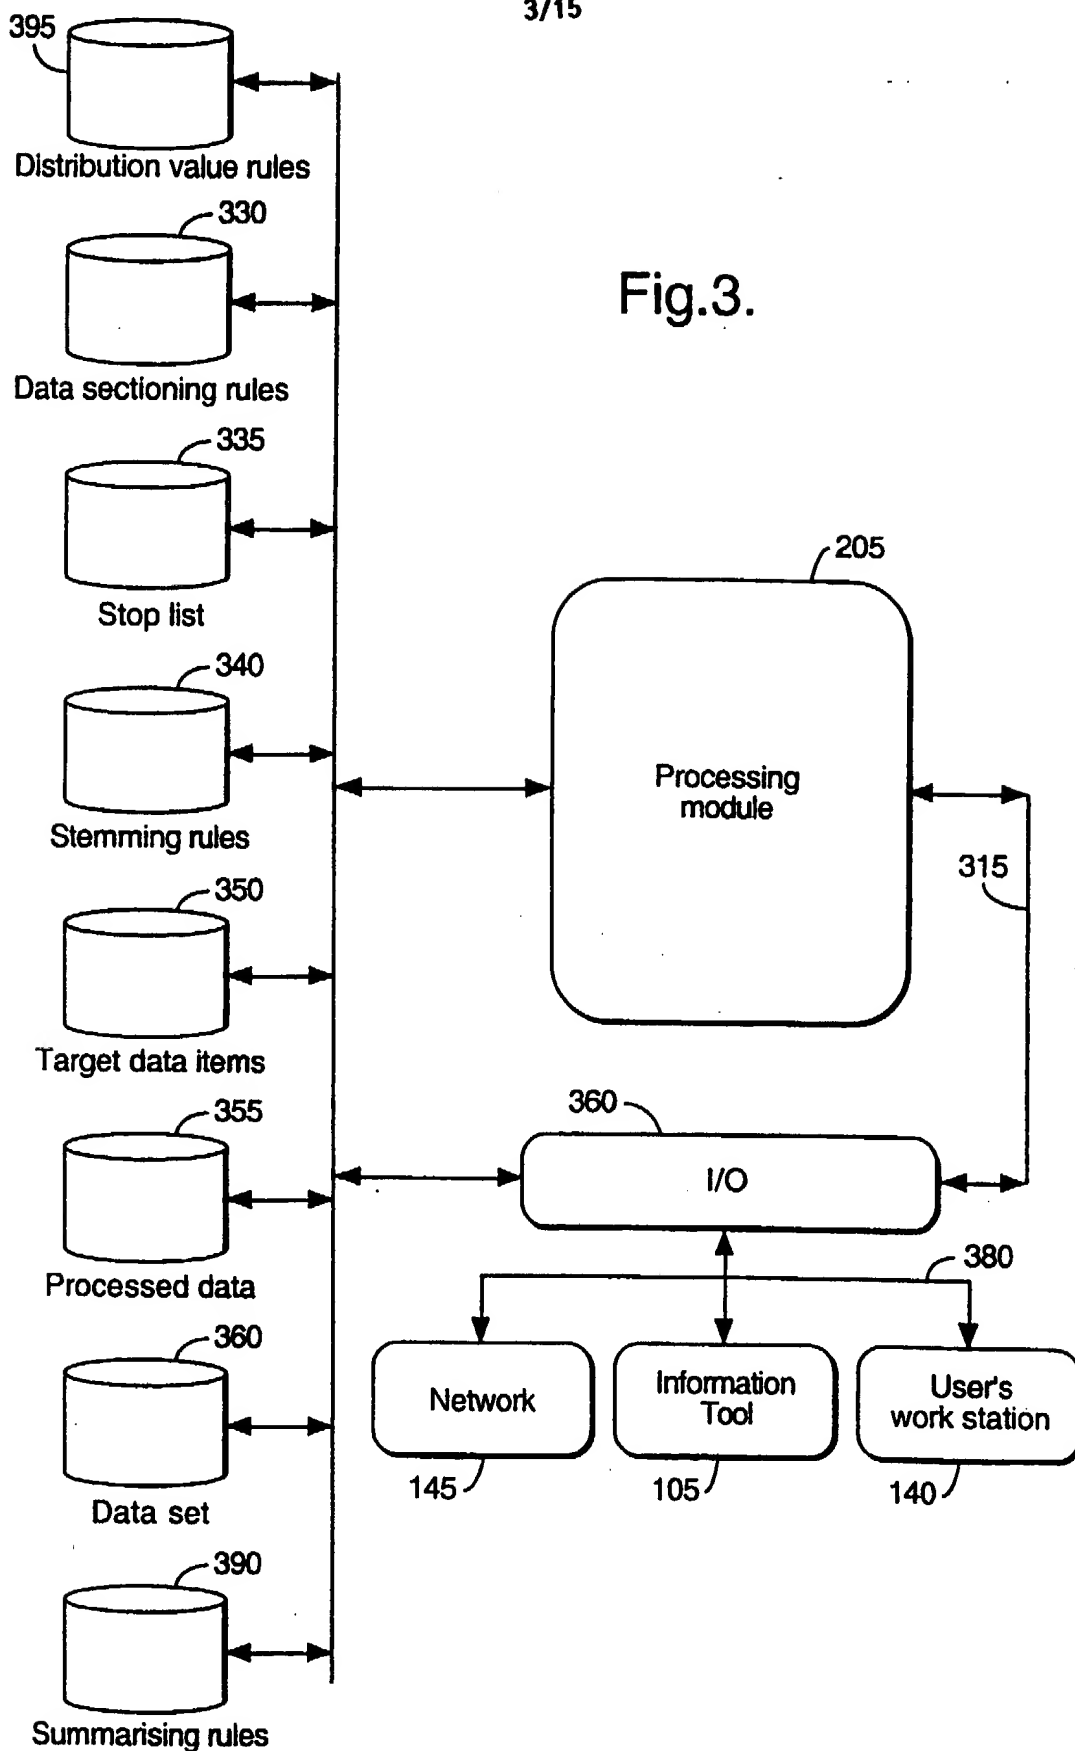 3/15
395
Distribution value rules
330
Data sectioning rules
Fig.3.
335
Stop list
205
340
Stemming rules
Processing
module
315
350
Target data items
360
I/O
355
Processed data
380
360
Data set
Network
Information
Tool
User's
work station
145
105
140
390
Summarising rules